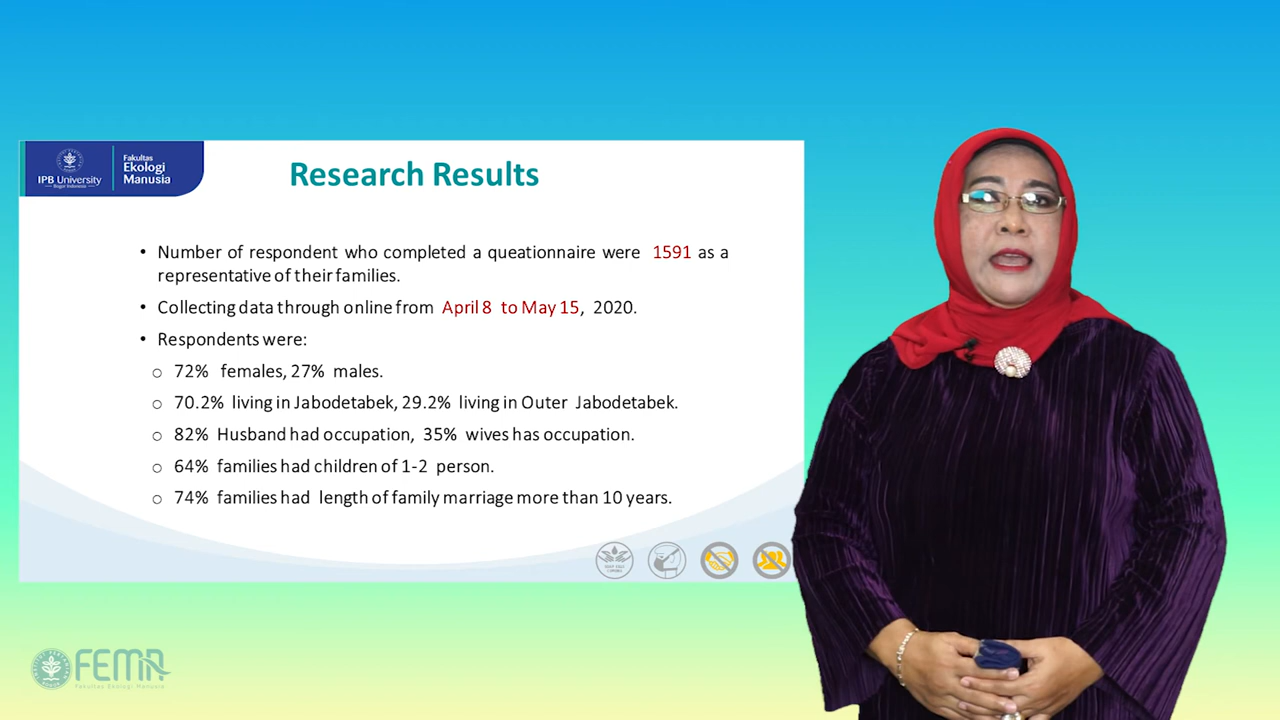 IPB University
Bogor Indonesia
Fakultas
Ekologi
Manusia
Research Results
• Number of respondent who completed a queationnaire were 1591 as a
representative of their families.
• Collecting data through online from April 8 to May 15, 2020.
• Respondents were:
○ 72% females, 27% males.
○ 70.2% living in Jabodetabek, 29.2% living in Outer Jabodetabek.
○ 82% Husband had occupation, 35% wives has occupation.
○ 64% families had children of 1-2 person.
○ 74% families had length of family marriage more than 10 years.
FEMA
Fakultas Ekologi Manusia